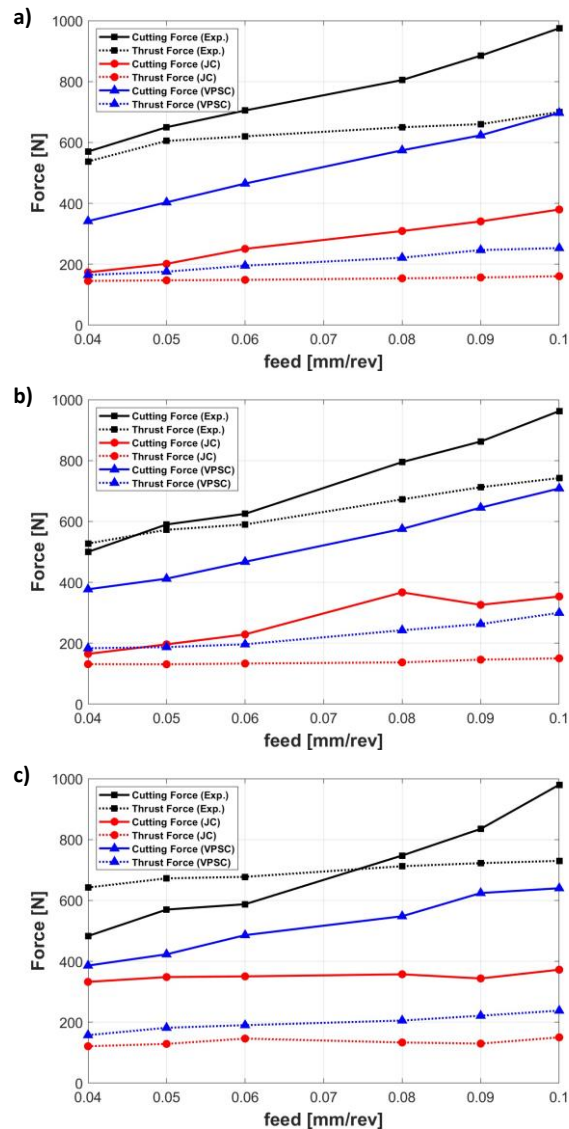 a)
1000
800
600
400
200
0
Force [N]
Cutting Force (Exp.)
Thrust Force (Exp.)
Cutting Force (JC)
Thrust Force (JC)
Cutting Force (VPSC)
Thrust Force (VPSC)
0.04 0.05 0.06 0.07 0.08 0.09 0.1
feed [mm/rev]
b)
1000
800
600
400
200
0
Force [N]
Cutting Force (Exp.)
Thrust Force (Exp.)
Cutting Force (JC)
Thrust Force (JC)
Cutting Force (VPSC)
Thrust Force (VPSC)
0.04 0.05 0.06 0.07 0.08 0.09 0.1
feed [mm/rev]
c)
1000
800
600
400
200
0
Force [N]
Cutting Force (Exp.)
Thrust Force (Exp.)
Cutting Force (JC)
Thrust Force (JC)
Cutting Force (VPSC)
Thrust Force (VPSC)
0.04 0.05 0.06 0.07 0.08 0.09 0.1
feed [mm/rev]